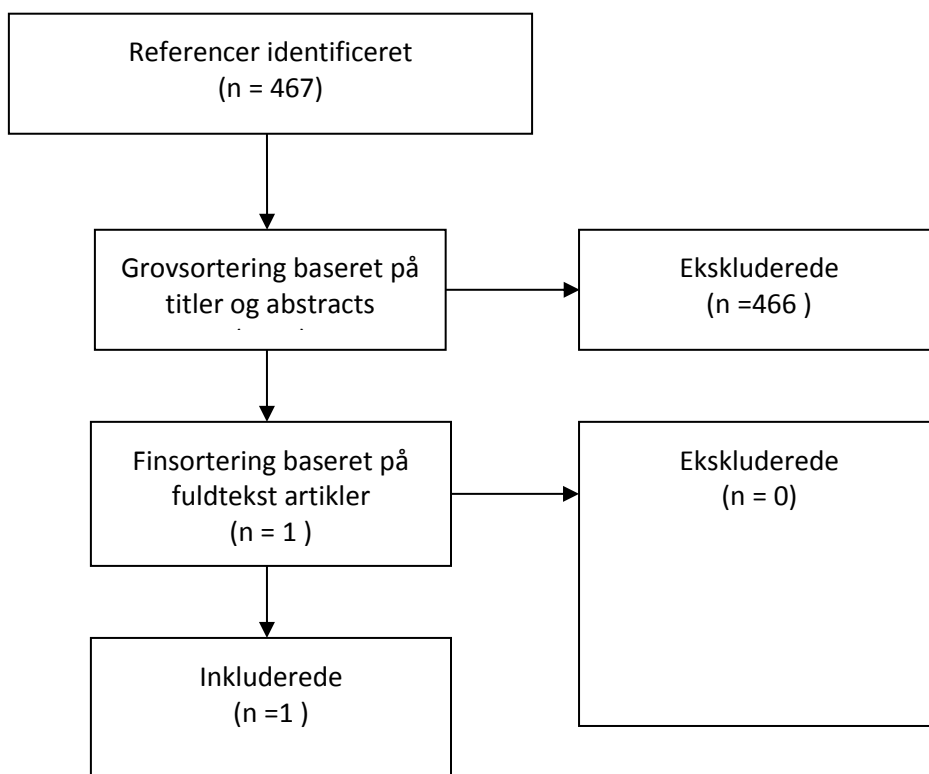 Referencer identificeret
(n = 467)
Grovsortering baseret på
titler og abstracts
Ekskluderede
(n =466 )
Finsortering baseret på
fuldtekst artikler
(n = 1 )
Ekskluderede
(n = 0)
Inkluderede
(n =1 )